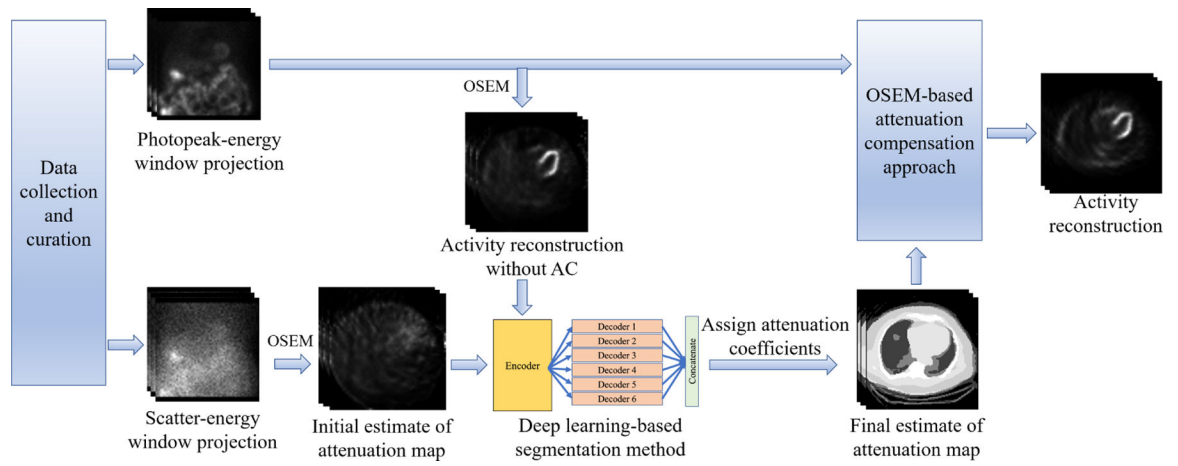 Data
collection
and
curation
Photopeak-energy
window projection
Scatter-energy
window projection
OSEM
Activity reconstruction
without AC
OSEM
Initial estimate of
attenuation map
Encoder
Decoder 1
Decoder 2
Decoder 3
Decoder 4
Decoder 5
Decoder 6
Concatenate
Deep learning-based
segmentation method
Assign attenuation
coefficients
Final estimate of
attenuation map
OSEM-based
attenuation
compensation
approach
Activity
reconstruction